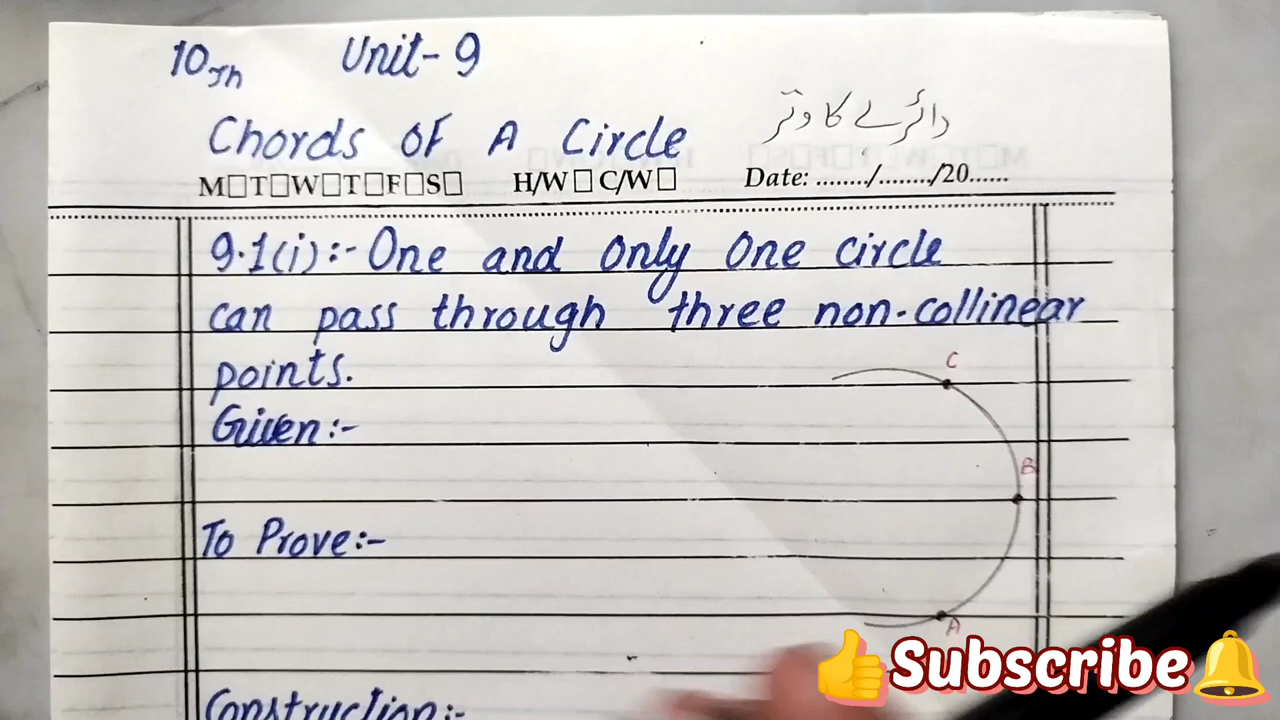 10Th Unit-9
Chords OF A Circle دائرے کا وتر
M□T□W□T□F□S□ H/W□C/W□ Date: ......../......../20......
9.1(i):- One and Only One circle
can pass through three non-collinear
points.
C
Given:-
B
To Prove:-
A
Subscribe
Construction:-